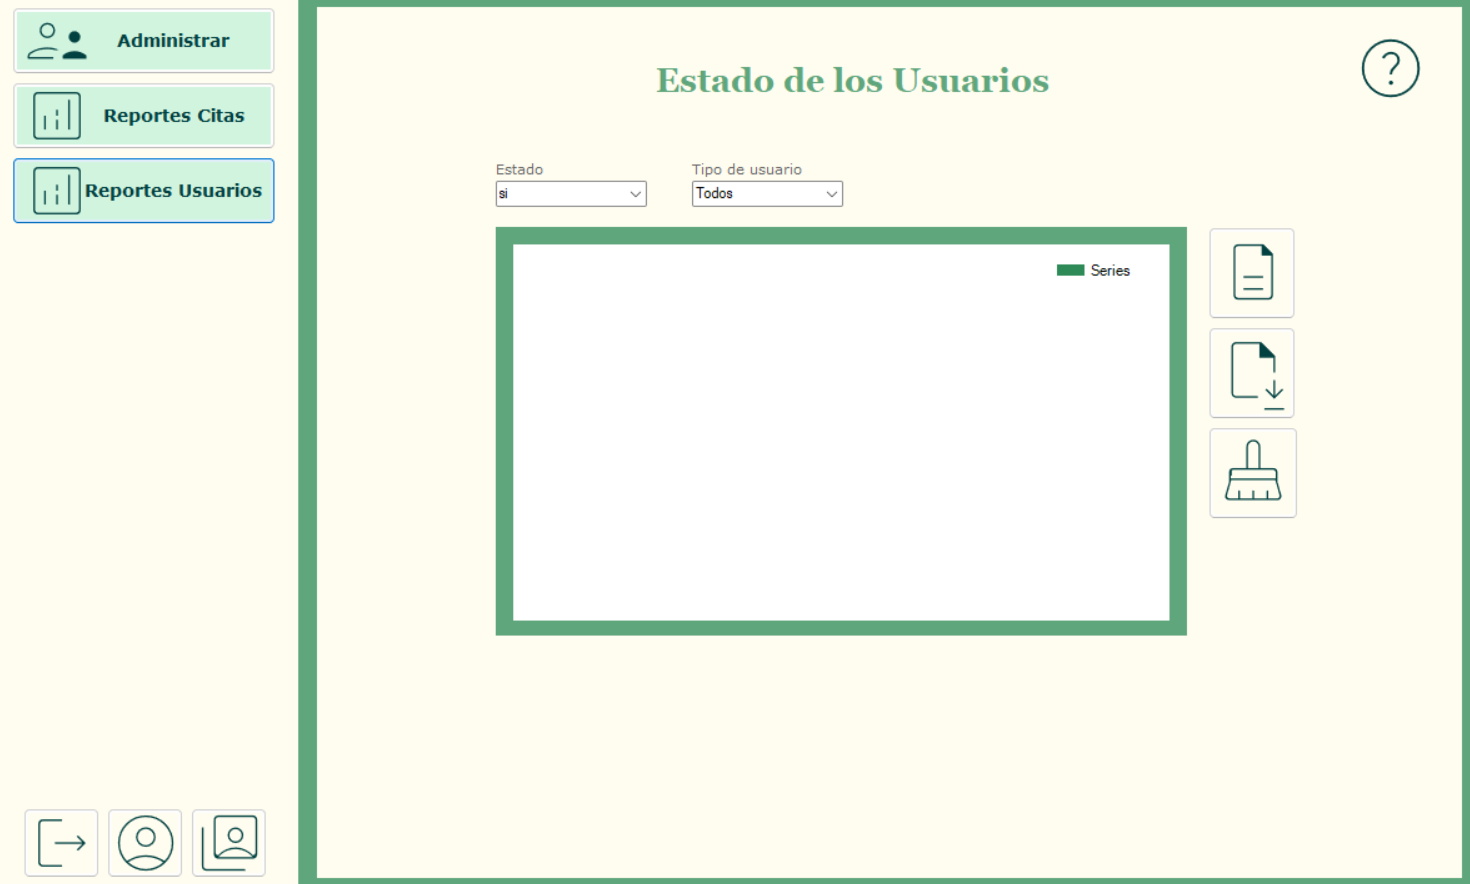 Administrar
Reportes Citas
Reportes Usuarios
Estado de los Usuarios
?
Estado
Tipo de usuario
si
Todos
Series